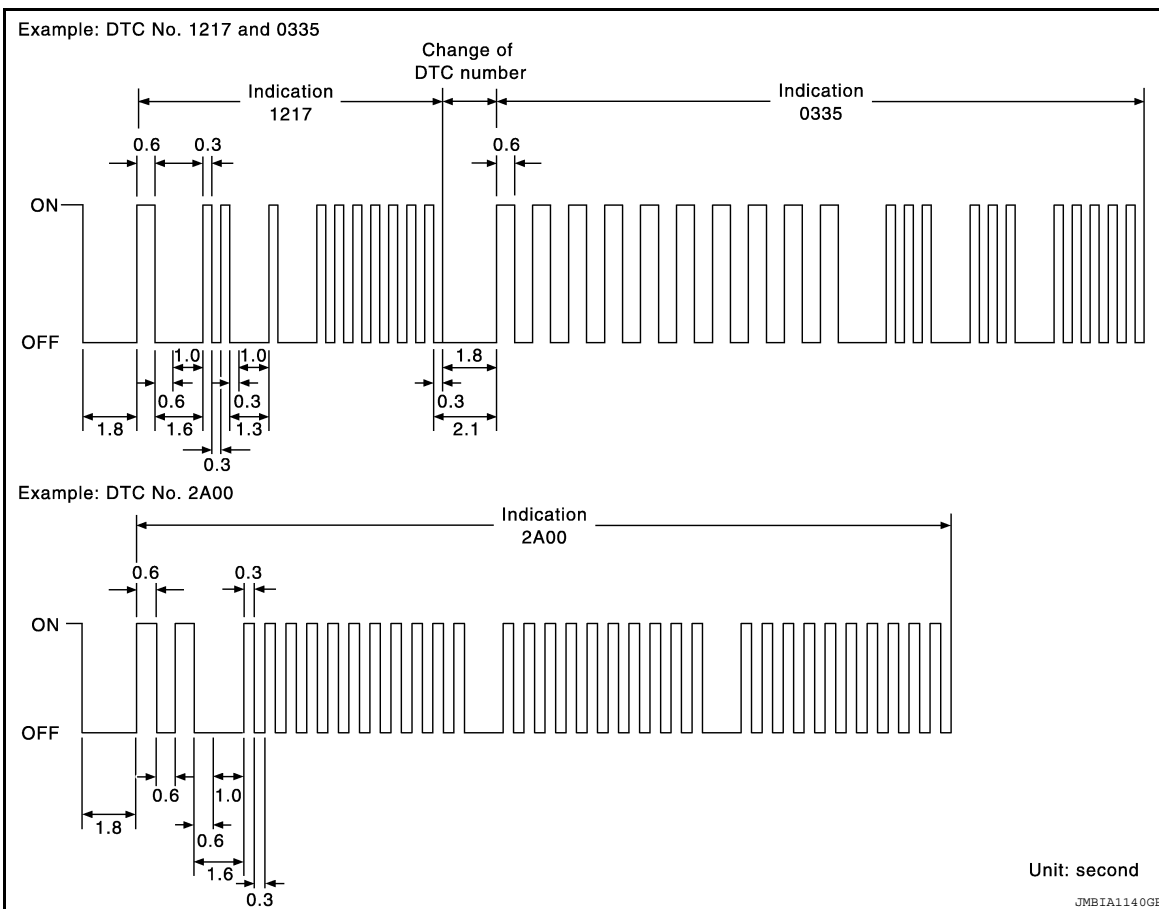 Example: DTC No. 1217 and 0335
Change of
DTC number
Indication
1217
Indication
0335
0.6
0.3
0.6
ON
OFF
1.0
1.0
1.8
0.6
0.3
0.3
1.8
1.6
1.3
2.1
0.3
Example: DTC No. 2A00
Indication
2A00
0.6
0.3
ON
OFF
0.6
1.0
1.8
0.6
1.6
0.3
Unit: second
JMBIA1140GB